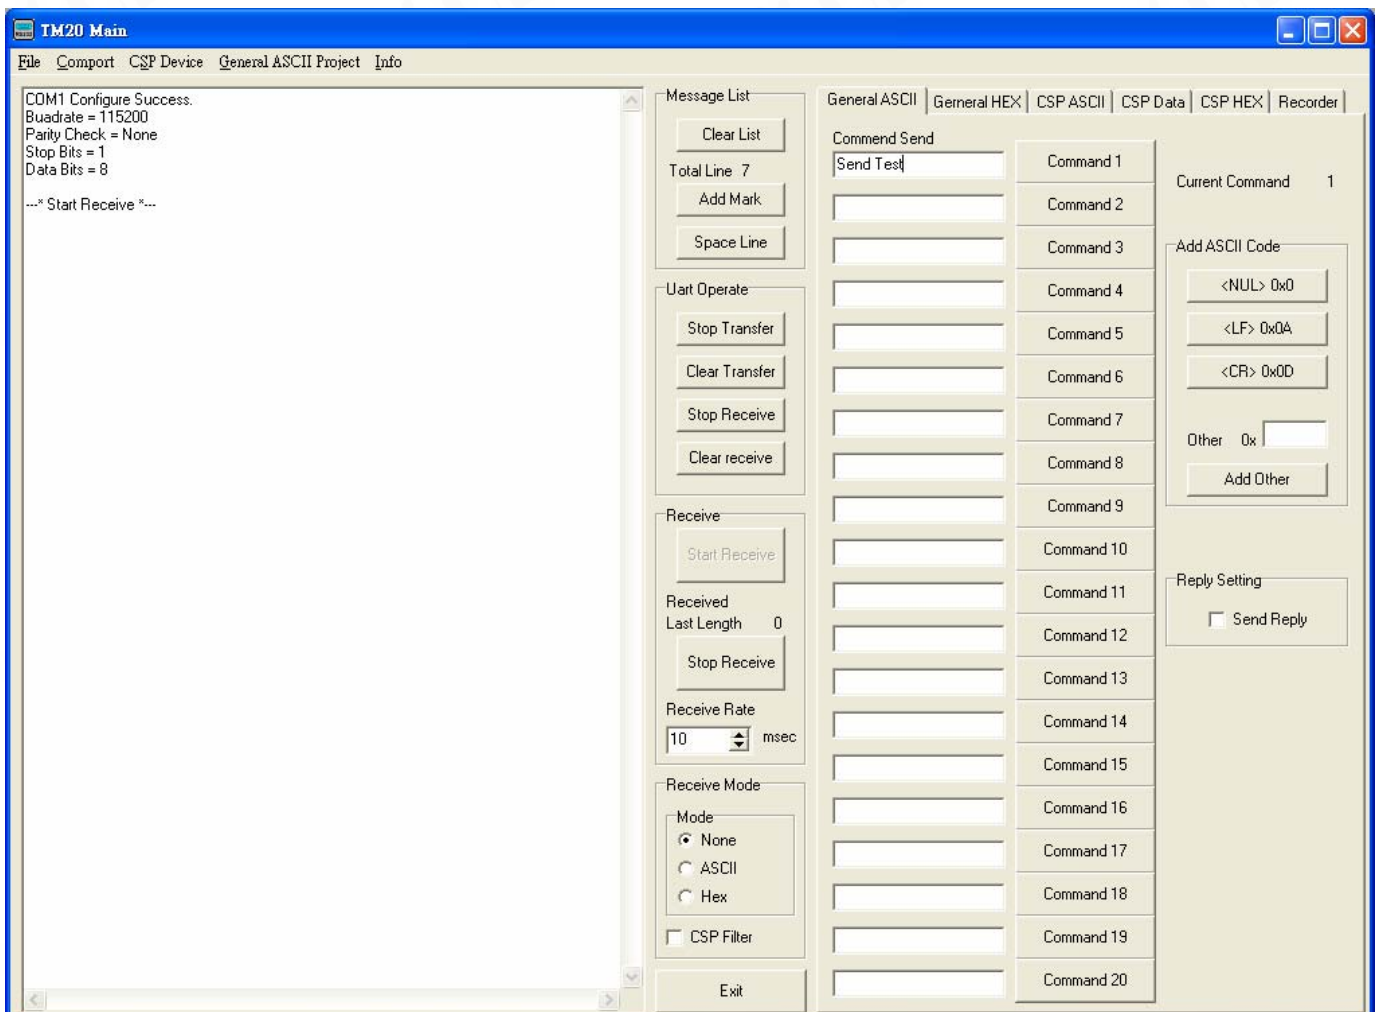 TM20 Main
File Comport CSP Device General ASCII Project Info
COM1 Configure Success.
Buadrate = 115200
Parity Check = None
Stop Bits = 1
Data Bits = 8
---* Start Receive *---
Message List
Clear List
Total Line 7
Add Mark
Space Line
Uart Operate
Stop Transfer
Clear Transfer
Stop Receive
Clear receive
Receive
Start Receive
Received
Last Length 0
Stop Receive
Receive Rate
10 msec
Receive Mode
Mode
None
ASCII
Hex
CSP Filter
Exit
General ASCII Gerneral HEX CSP ASCII CSP Data CSP HEX Recorder
Commend Send
Send Test
Command 1
Command 2
Command 3
Command 4
Command 5
Command 6
Command 7
Command 8
Command 9
Command 10
Command 11
Command 12
Command 13
Command 14
Command 15
Command 16
Command 17
Command 18
Command 19
Command 20
Current Command 1
Add ASCII Code
<NUL> 0x0
<LF> 0x0A
<CR> 0x0D
Other 0x
Add Other
Reply Setting
Send Reply